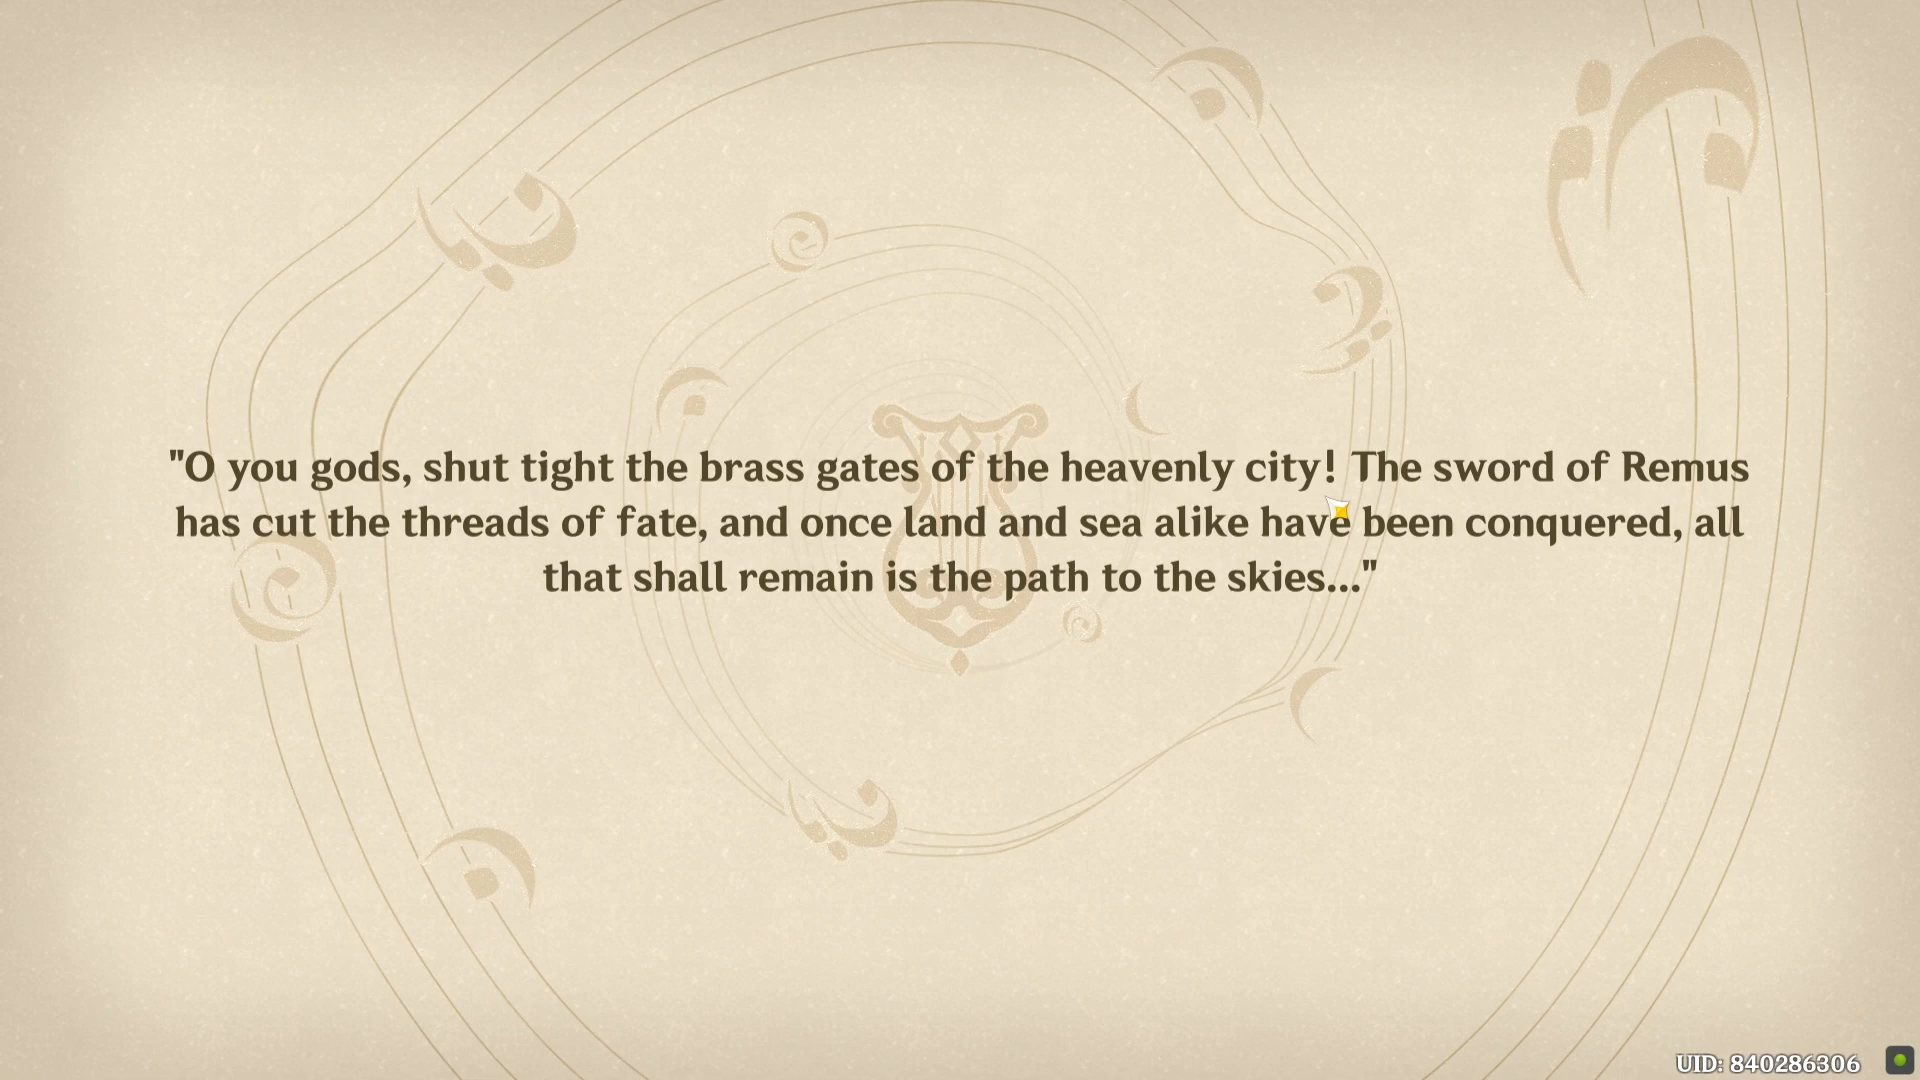 "O you gods, shut tight the brass gates of the heavenly city! The sword of Remus
has cut the threads of fate, and once land and sea alike have been conquered, all
that shall remain is the path to the skies..."
UID: 840286306